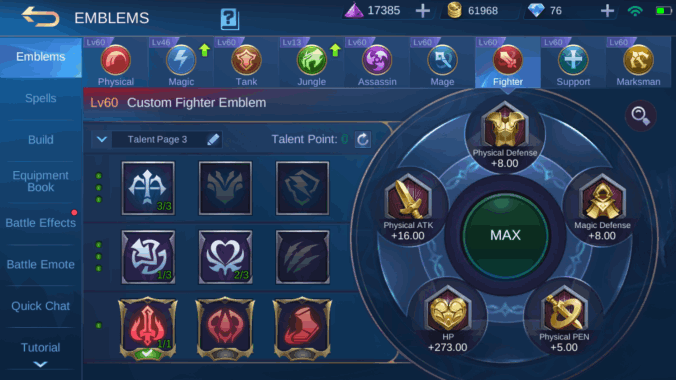 EMBLEMS
17385
61968
76
Emblems
Spells
Build
Equipment
Book
Battle Effects
Battle Emote
Quick Chat
Tutorial
Lv60
Physical
Lv46
Magic
Lv60
Tank
Lv13
Jungle
Lv60
Assassin
Lv60
Mage
Lv60
Fighter
Lv60
Support
Lv60
Marksman
Lv60 Custom Fighter Emblem
Talent Page 3
Talent Point: 0
3/3
1/3
2/3
1/1
Physical Defense
+8.00
Physical ATK
+16.00
Magic Defense
+8.00
MAX
HP
+273.00
Physical PEN
+5.00